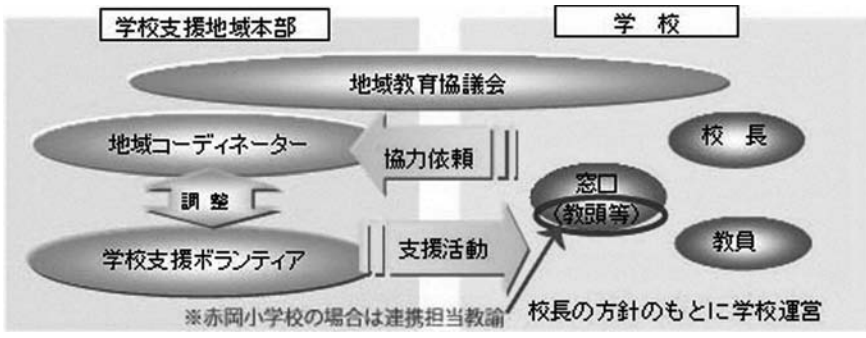 学校支援地域本部
学校
地域教育協議会
地域コーディネーター
協力依頼
校長
窓口
（教頭等）
調整
学校支援ボランティア
支援活動
教員
※赤岡小学校の場合は連携担当教諭
校長の方針のもとに学校運営